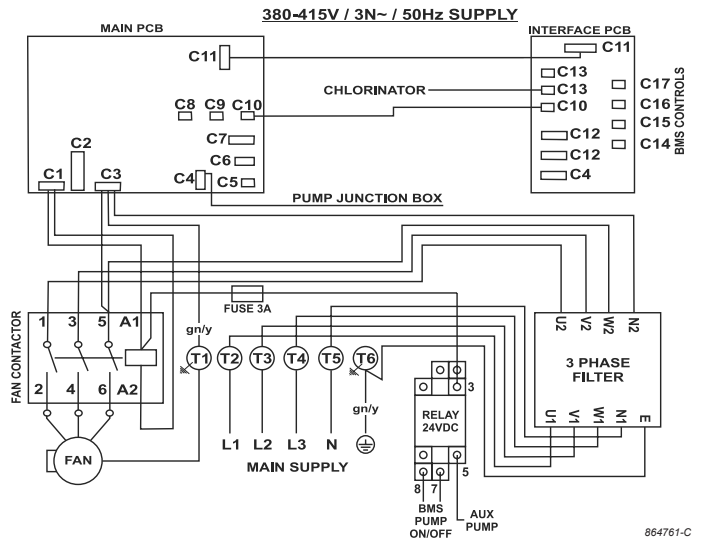 380-415V / 3N~ / 50Hz SUPPLY
MAIN PCB
INTERFACE PCB
C11
C11
C13
C17
CHLORINATOR
C13
C16
C8
C9
C10
C10
C15
C7
C12
C14
BMS CONTROLS
C2
C6
C12
C1
C3
C4
C5
C4
PUMP JUNCTION BOX
FUSE 3A
1
3
5
A1
gn/y
U2
V2
W2
N2
FAN CONTACTOR
T1
T2
T3
T4
T5
T6
3 PHASE
FILTER
2
4
6
A2
3
gn/y
RELAY
24VDC
U1
V1
W1
N1
E
L1
L2
L3
N
FAN
MAIN SUPPLY
5
8
7
BMS
PUMP
ON/OFF
AUX
PUMP
864761-C